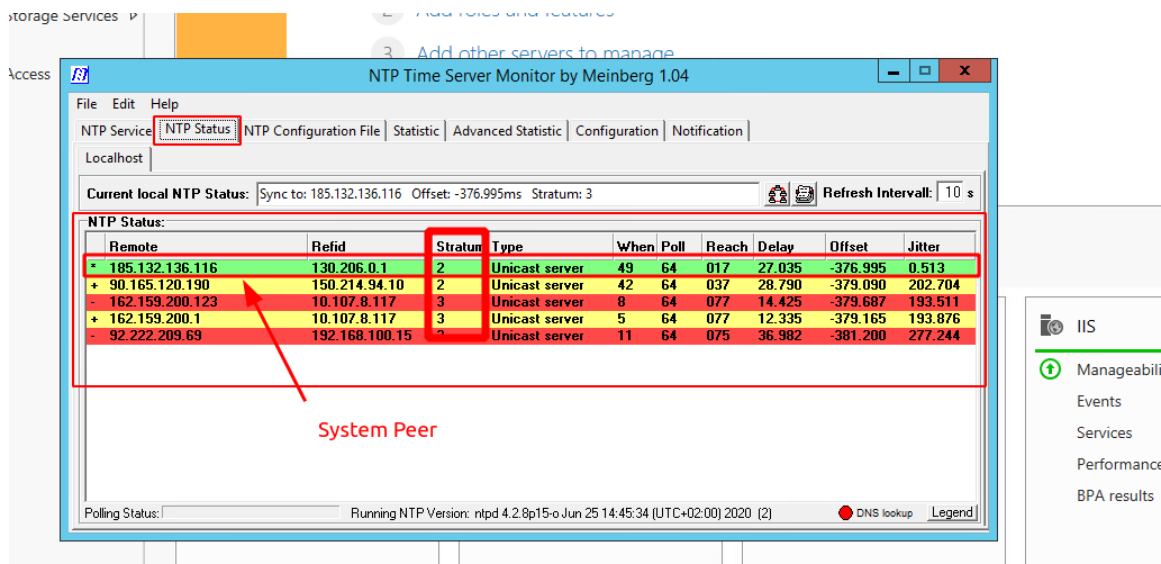 Storage Services
2 Add roles and features
3 Add other servers to manage
Access
NTP Time Server Monitor by Meinberg 1.04
File Edit Help
NTP Service NTP Status NTP Configuration File Statistic Advanced Statistic Configuration Notification
Localhost
Current local NTP Status: Sync to: 185.132.136.116 Offset: -376.995ms Stratum: 3 Refresh Intervall: 10 s
NTP Status:
Remote Refid Stratum Type When Poll Reach Delay Offset Jitter
* 185.132.136.116 130.206.0.1 2 Unicast server 49 64 017 27.035 -376.995 0.513
+ 90.165.120.190 150.214.94.10 2 Unicast server 42 64 037 28.790 -379.090 202.704
- 162.159.200.123 10.107.8.117 3 Unicast server 8 64 077 14.425 -379.687 193.511
+ 162.159.200.1 10.107.8.117 3 Unicast server 5 64 077 12.335 -379.165 193.876
- 92.222.209.69 192.168.100.15 Unicast server 11 64 075 36.982 -381.200 277.244
System Peer
Polling Status: Running NTP Version: ntpd 4.2.8p15-o Jun 25 14:45:34 (UTC+02:00) 2020 (2) DNS lookup Legend
IIS
Manageabili
Events
Services
Performance
BPA results